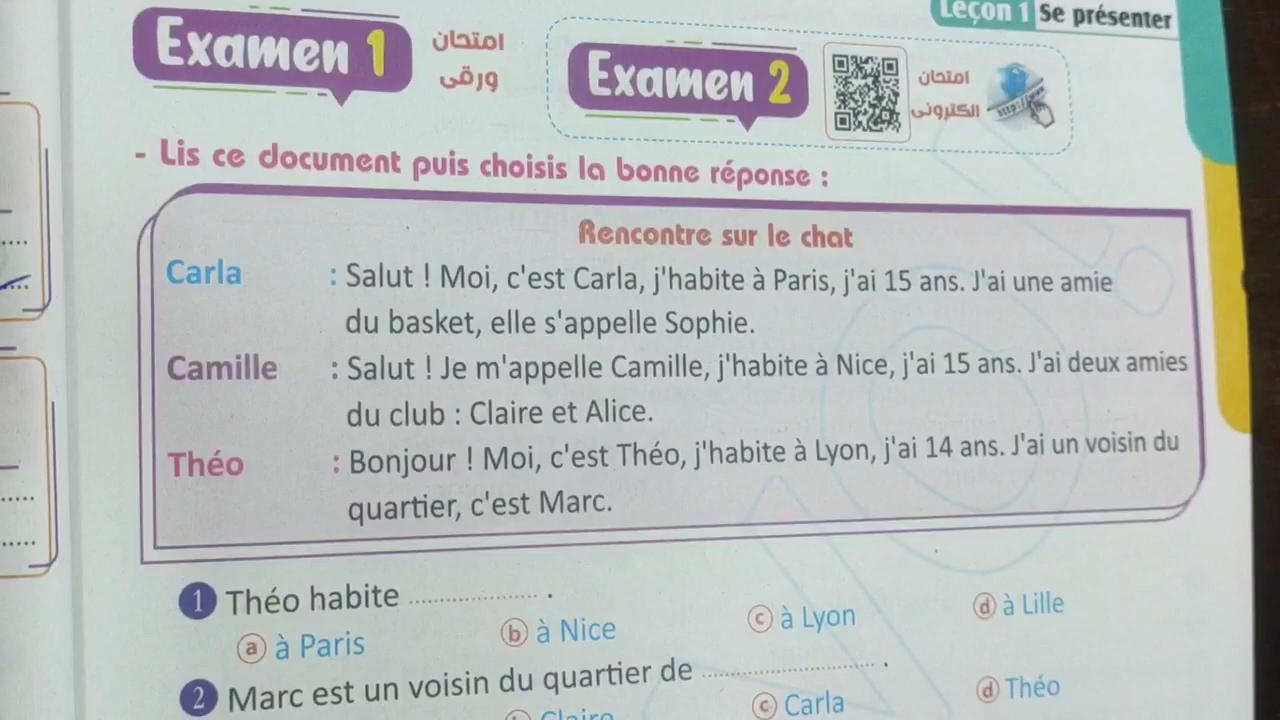 Leçon 1 Se présenter
Examen 1
امتحان
ورقى
Examen 2
امتحان
الكترونى
http://
- Lis ce document puis choisis la bonne réponse :
Rencontre sur le chat
Carla : Salut ! Moi, c'est Carla, j'habite à Paris, j'ai 15 ans. J'ai une amie
du basket, elle s'appelle Sophie.
Camille : Salut ! Je m'appelle Camille, j'habite à Nice, j'ai 15 ans. J'ai deux amies
du club : Claire et Alice.
Théo : Bonjour ! Moi, c'est Théo, j'habite à Lyon, j'ai 14 ans. J'ai un voisin du
quartier, c'est Marc.
1 Théo habite .................... .
a à Paris b à Nice c à Lyon d à Lille
2 Marc est un voisin du quartier de .......................... .
b Claire c Carla d Théo